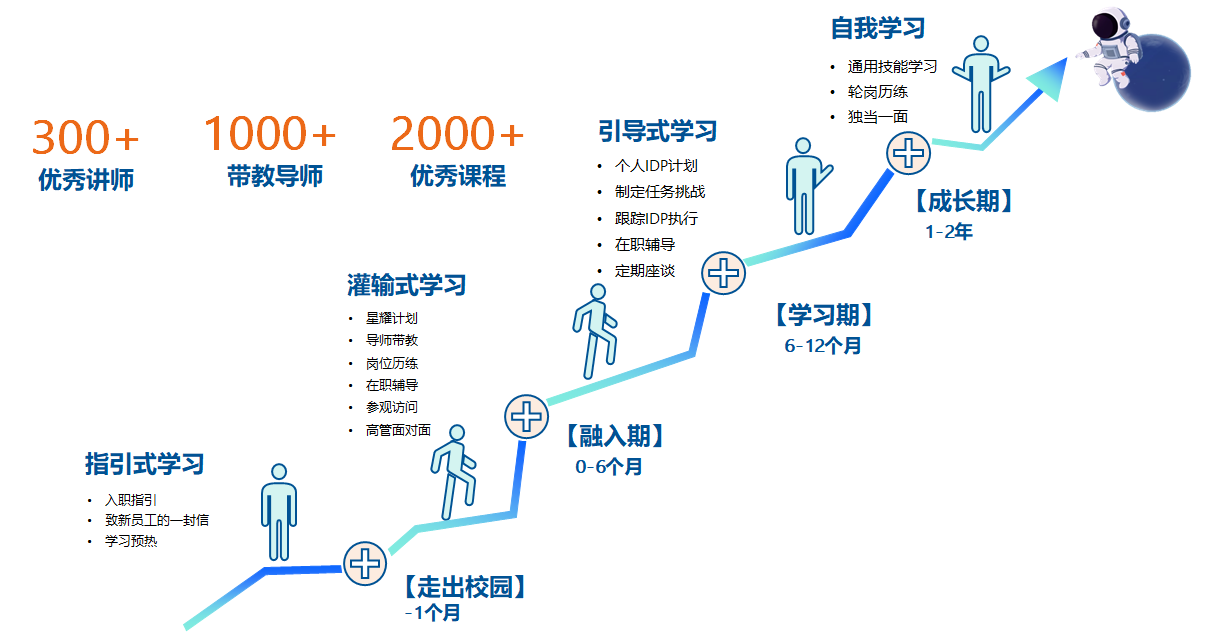 300+
优秀讲师
1000+
带教导师
2000+
优秀课程
指引式学习
• 入职指引
• 致新员工的一封信
• 学习预热
【走出校园】
-1个月
灌输式学习
• 星耀计划
• 导师带教
• 岗位历练
• 在职辅导
• 参观访问
• 高管面对面
【融入期】
0-6个月
引导式学习
• 个人IDP计划
• 制定任务挑战
• 跟踪IDP执行
• 在职辅导
• 定期座谈
【学习期】
6-12个月
自我学习
• 通用技能学习
• 轮岗历练
• 独当一面
【成长期】
1-2年